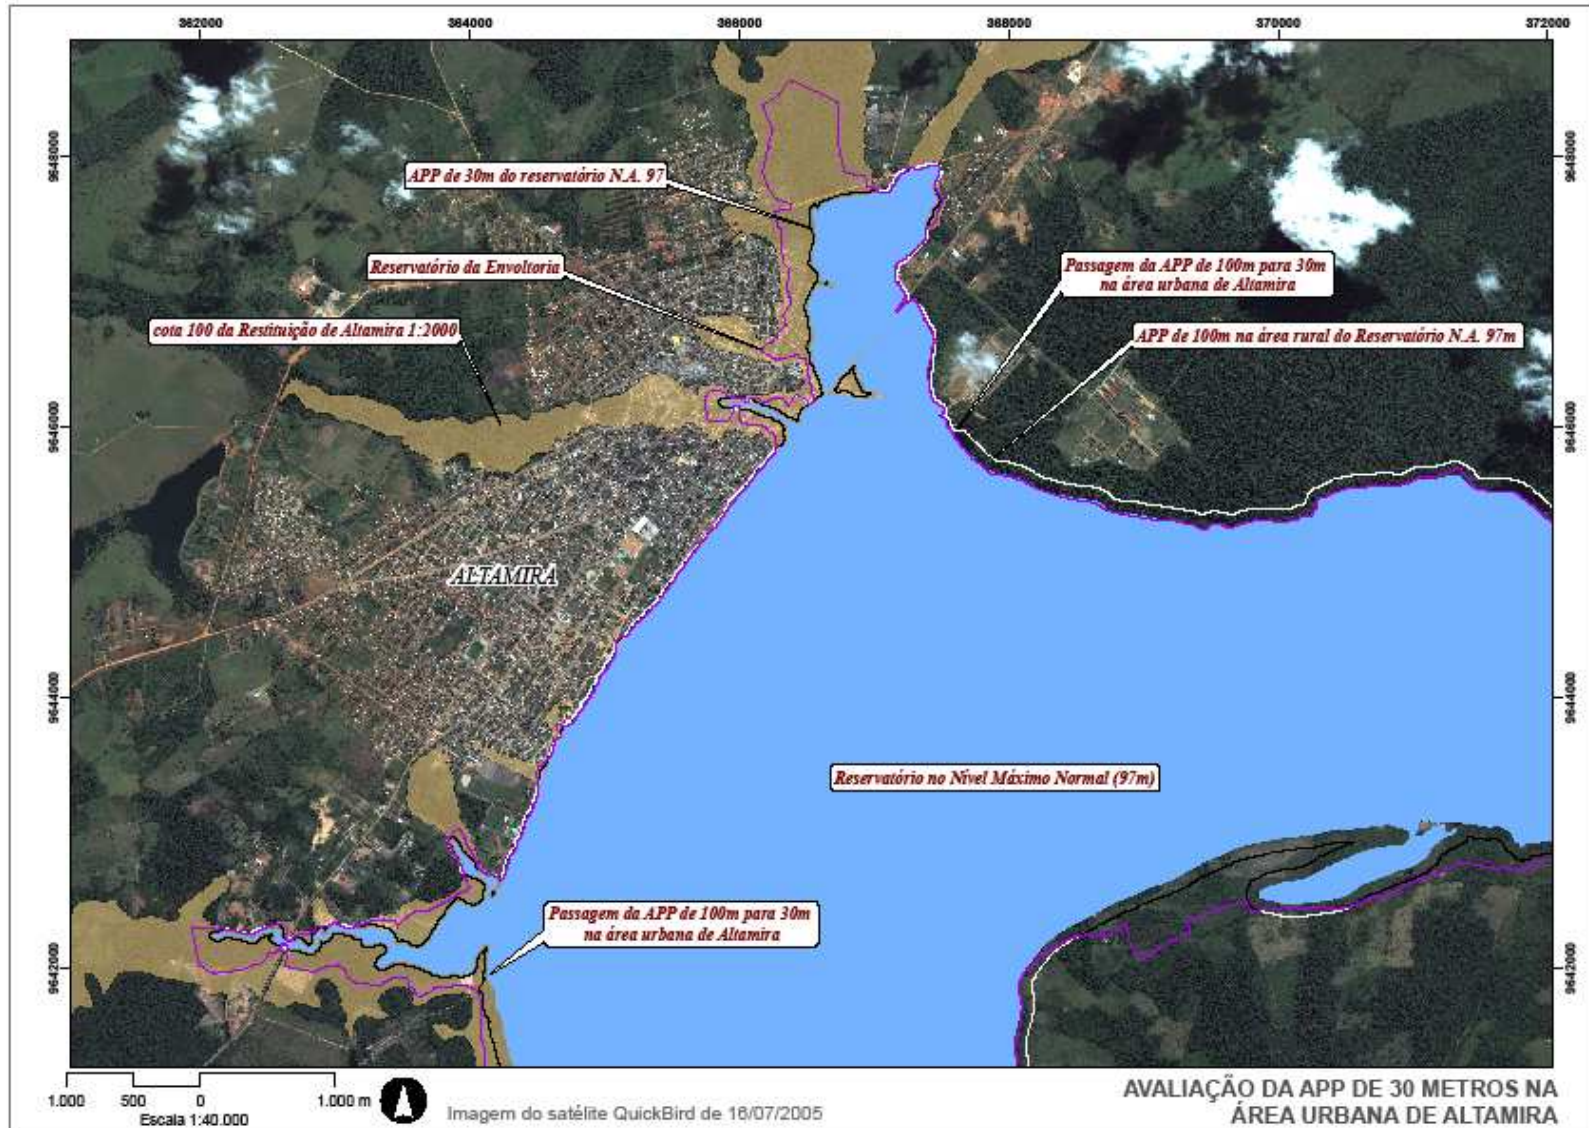 362000
364000
366000
368000
370000
372000
9648000
9648000
APP de 30m do reservatório N.A. 97
Reservatório da Envoltoria
Passagem da APP de 100m para 30m
na área urbana de Altamira
cota 100 da Restituição de Altamira 1:2000
APP de 100m na área rural do Reservatório N.A. 97m
9646000
9646000
ALTAMIRA
9644000
9644000
Reservatório no Nível Máximo Normal (97m)
Passagem da APP de 100m para 30m
na área urbana de Altamira
9642000
9642000
1.000 500 0 1.000 m
Escala 1:40.000
Imagem do satélite QuickBird de 16/07/2005
AVALIAÇÃO DA APP DE 30 METROS NA
ÁREA URBANA DE ALTAMIRA